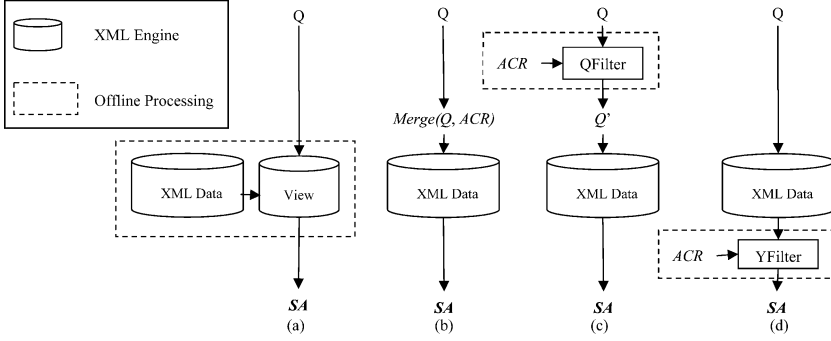 Q Q Q Q
XML Engine
ACR QFilter
Offline Processing
Merge(Q, ACR) Q’
XML Data View XML Data XML Data XML Data
ACR YFilter
SA SA SA SA
(a) (b) (c) (d)